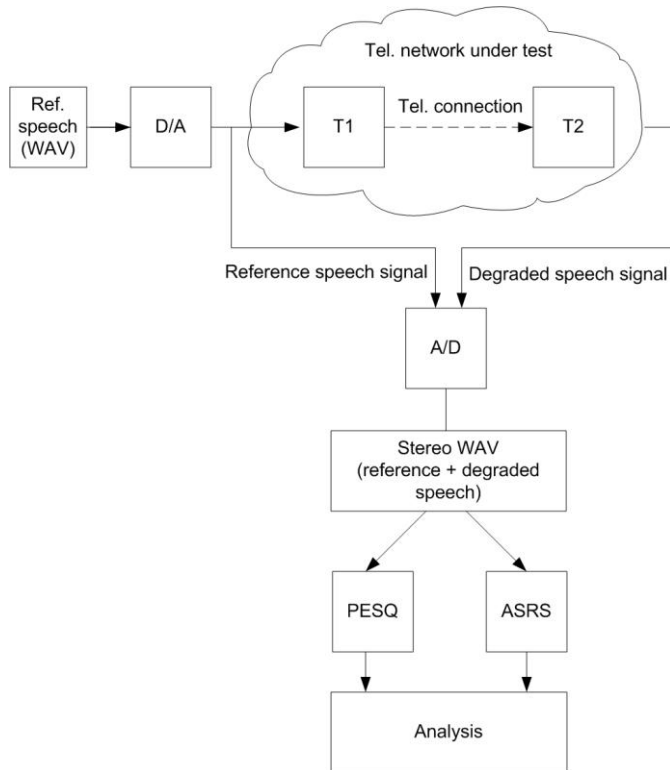 Tel. network under test
Ref.
speech
(WAV)
D/A
T1
Tel. connection
T2
Reference speech signal
Degraded speech signal
A/D
Stereo WAV
(reference + degraded
speech)
PESQ
ASRS
Analysis